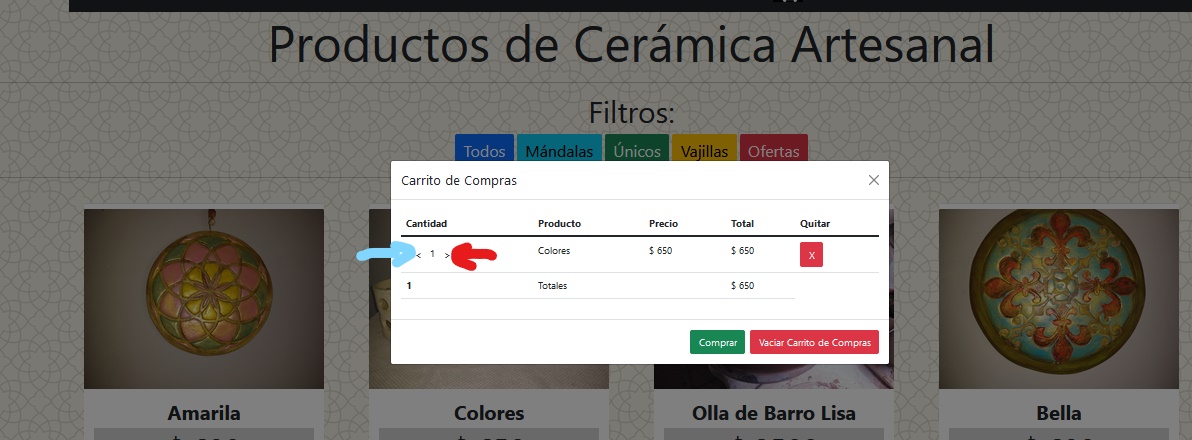 Productos de Cerámica Artesanal
Filtros:
Todos Mándalas Únicos Vajillas Ofertas
Carrito de Compras
Cantidad Producto Precio Total Quitar
< 1 > Colores $ 650 $ 650 X
1 Totales $ 650
Comprar Vaciar Carrito de Compras
Amarila Colores Olla de Barro Lisa Bella